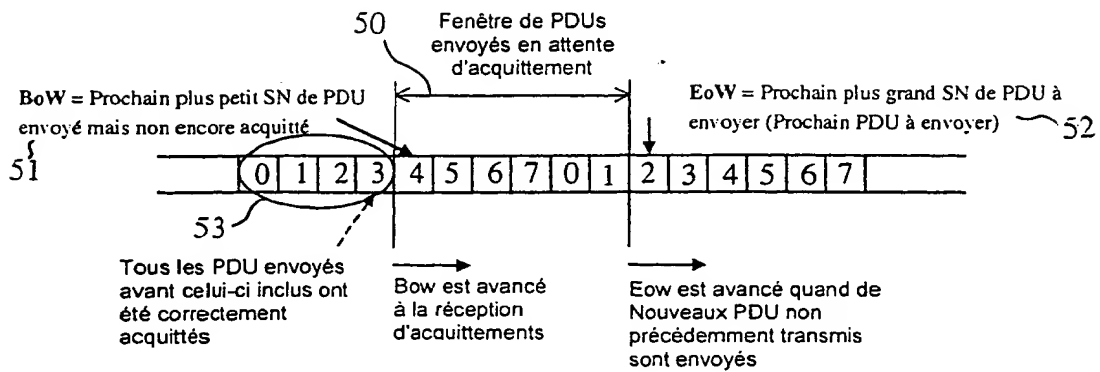 50
Fenêtre de PDUs
envoyés en attente
d'acquittement
BoW = Prochain plus petit SN de PDU
envoyé mais non encore acquitté
51
EoW = Prochain plus grand SN de PDU à
envoyer (Prochain PDU à envoyer)
52
0 1 2 3 4 5 6 7 0 1 2 3 4 5 6 7
53
Tous les PDU envoyés
avant celui-ci inclus ont
été correctement
acquittés
Bow est avancé
à la réception
d'acquittements
Eow est avancé quand de
Nouveaux PDU non
précédemment transmis
sont envoyés